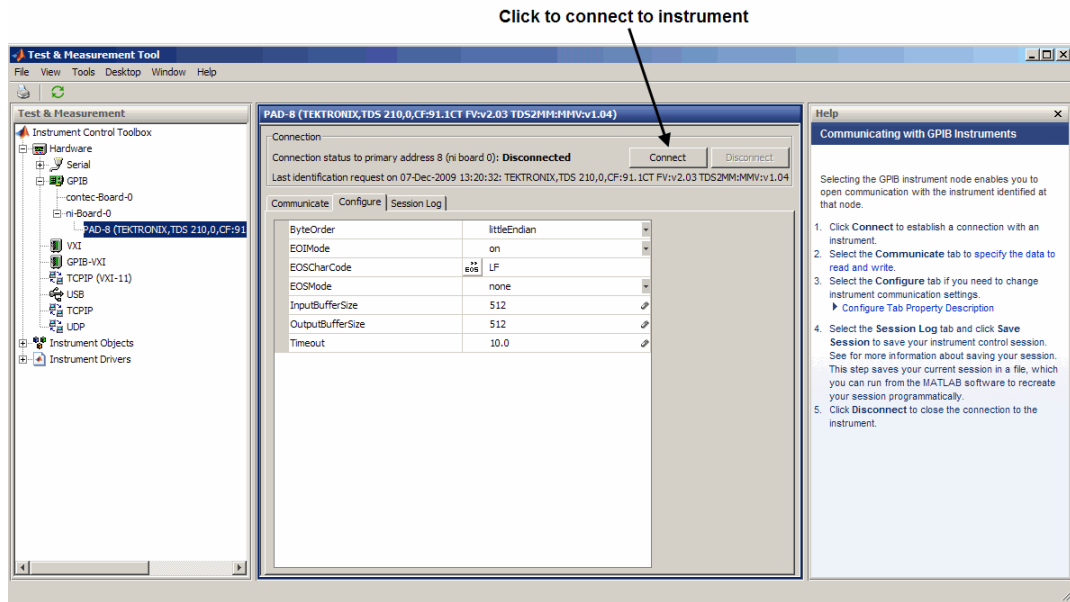 Click to connect to instrument
Test & Measurement Tool
File View Tools Desktop Window Help
Test & Measurement
Instrument Control Toolbox
Hardware
Serial
GPIB
contec-Board-0
ni-Board-0
PAD-8 (TEKTRONIX,TDS 210,0,CF:91
VXI
GPIB-VXI
TCPIP (VXI-11)
USB
TCPIP
UDP
Instrument Objects
Instrument Drivers
PAD-8 (TEKTRONIX,TDS 210,0,CF:91.1CT FV:v2.03 TDS2MM:MMV:v1.04)
Connection
Connection status to primary address 8 (ni board 0): Disconnected
Connect
Disconnect
Last identification request on 07-Dec-2009 13:20:32: TEKTRONIX,TDS 210,0,CF:91.1CT FV:v2.03 TDS2MM:MMV:v1.04
Communicate Configure Session Log
ByteOrder littleEndian
EOIMode on
EOSCharCode EOS LF
EOSMode none
InputBufferSize 512
OutputBufferSize 512
Timeout 10.0
Help
Communicating with GPIB Instruments
Selecting the GPIB instrument node enables you to
open communication with the instrument identified at
that node.
1. Click Connect to establish a connection with an
instrument.
2. Select the Communicate tab to specify the data to
read and write.
3. Select the Configure tab if you need to change
instrument communication settings.
Configure Tab Property Description
4. Select the Session Log tab and click Save
Session to save your instrument control session.
See for more information about saving your session.
This step saves your current session in a file, which
you can run from the MATLAB software to recreate
your session programmatically.
5. Click Disconnect to close the connection to the
instrument.